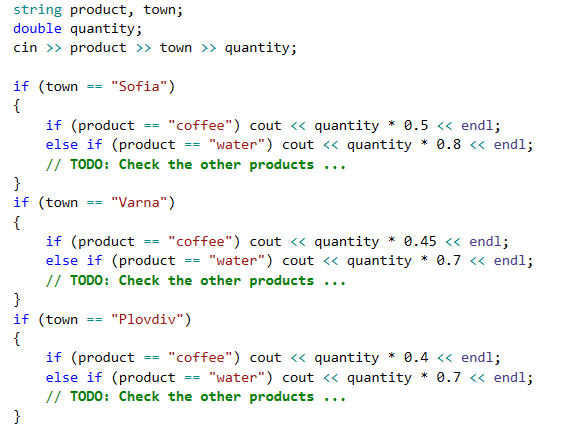 string product, town;
double quantity;
cin >> product >> town >> quantity;
if (town == "Sofia")
{
if (product == "coffee") cout << quantity * 0.5 << endl;
else if (product == "water") cout << quantity * 0.8 << endl;
// TODO: Check the other products ...
}
if (town == "Varna")
{
if (product == "coffee") cout << quantity * 0.45 << endl;
else if (product == "water") cout << quantity * 0.7 << endl;
// TODO: Check the other products ...
}
if (town == "Plovdiv")
{
if (product == "coffee") cout << quantity * 0.4 << endl;
else if (product == "water") cout << quantity * 0.7 << endl;
// TODO: Check the other products ...
}